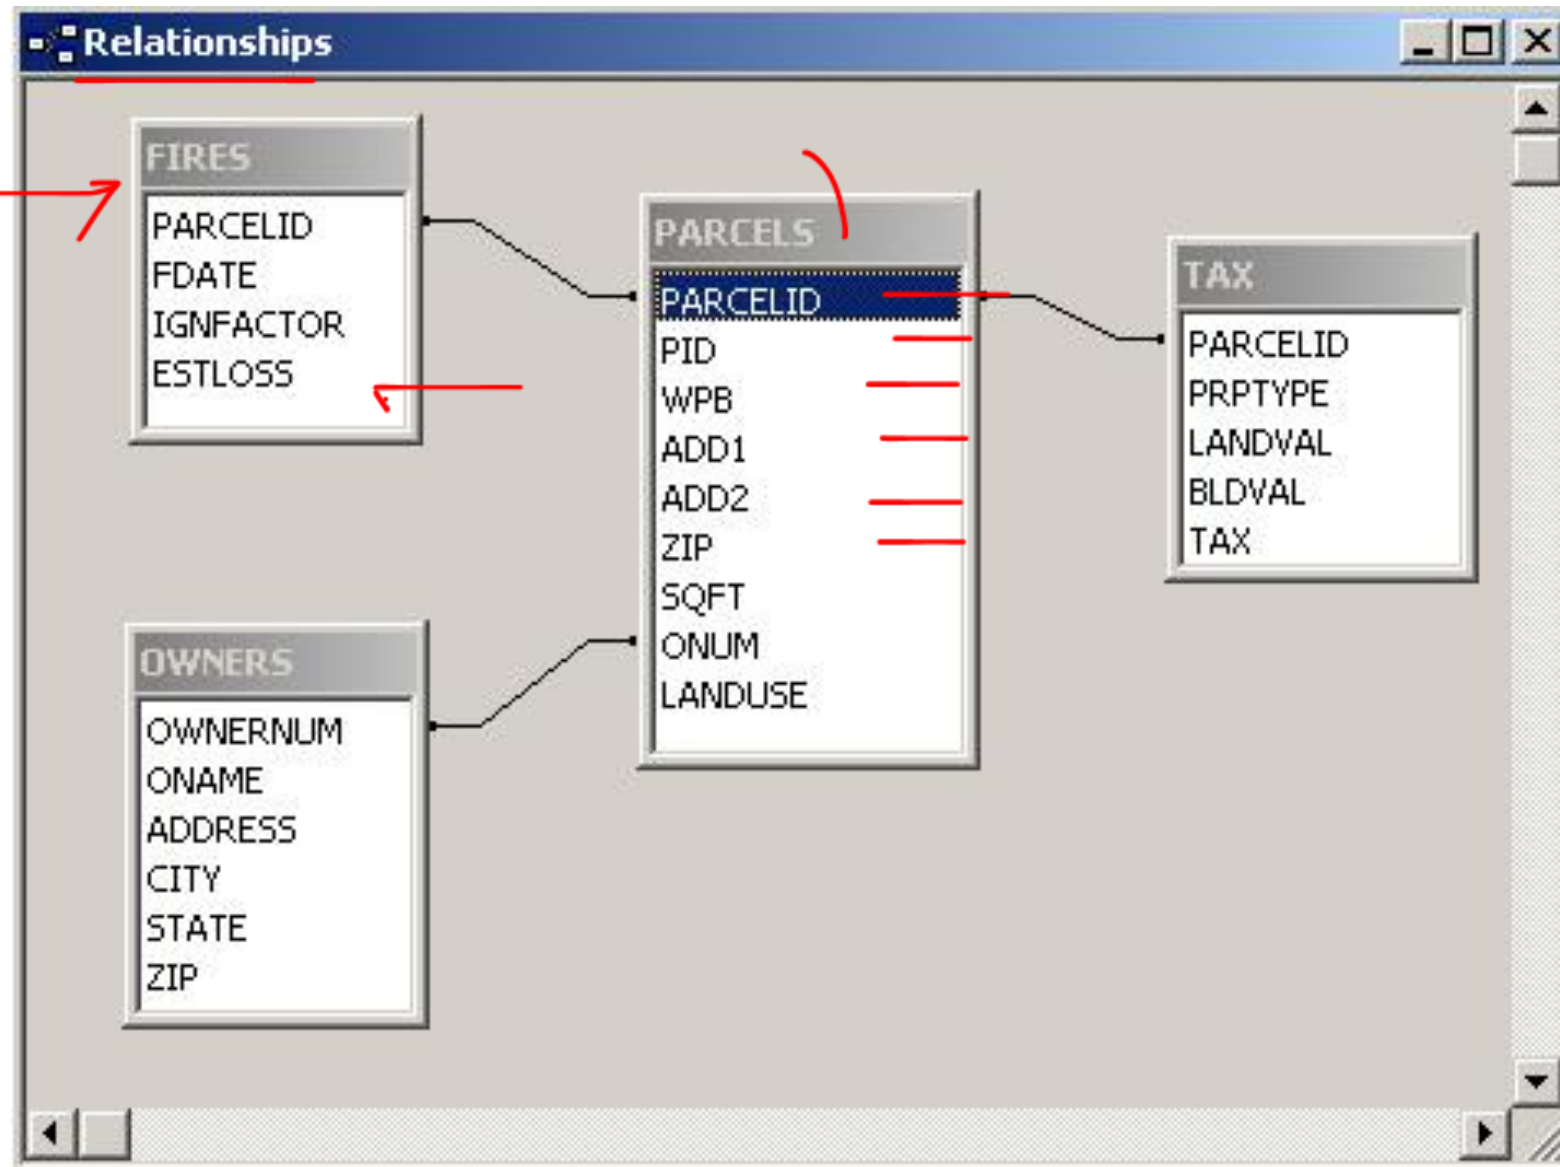 Relationships
FIRES
PARCELID
FDATE
IGNFACTOR
ESTLOSS
PARCELS
PARCELID
PID
WPB
ADD1
ADD2
ZIP
SQFT
ONUM
LANDUSE
TAX
PARCELID
PRPTYPE
LANDVAL
BLDVAL
TAX
OWNERS
OWNERNUM
ONAME
ADDRESS
CITY
STATE
ZIP